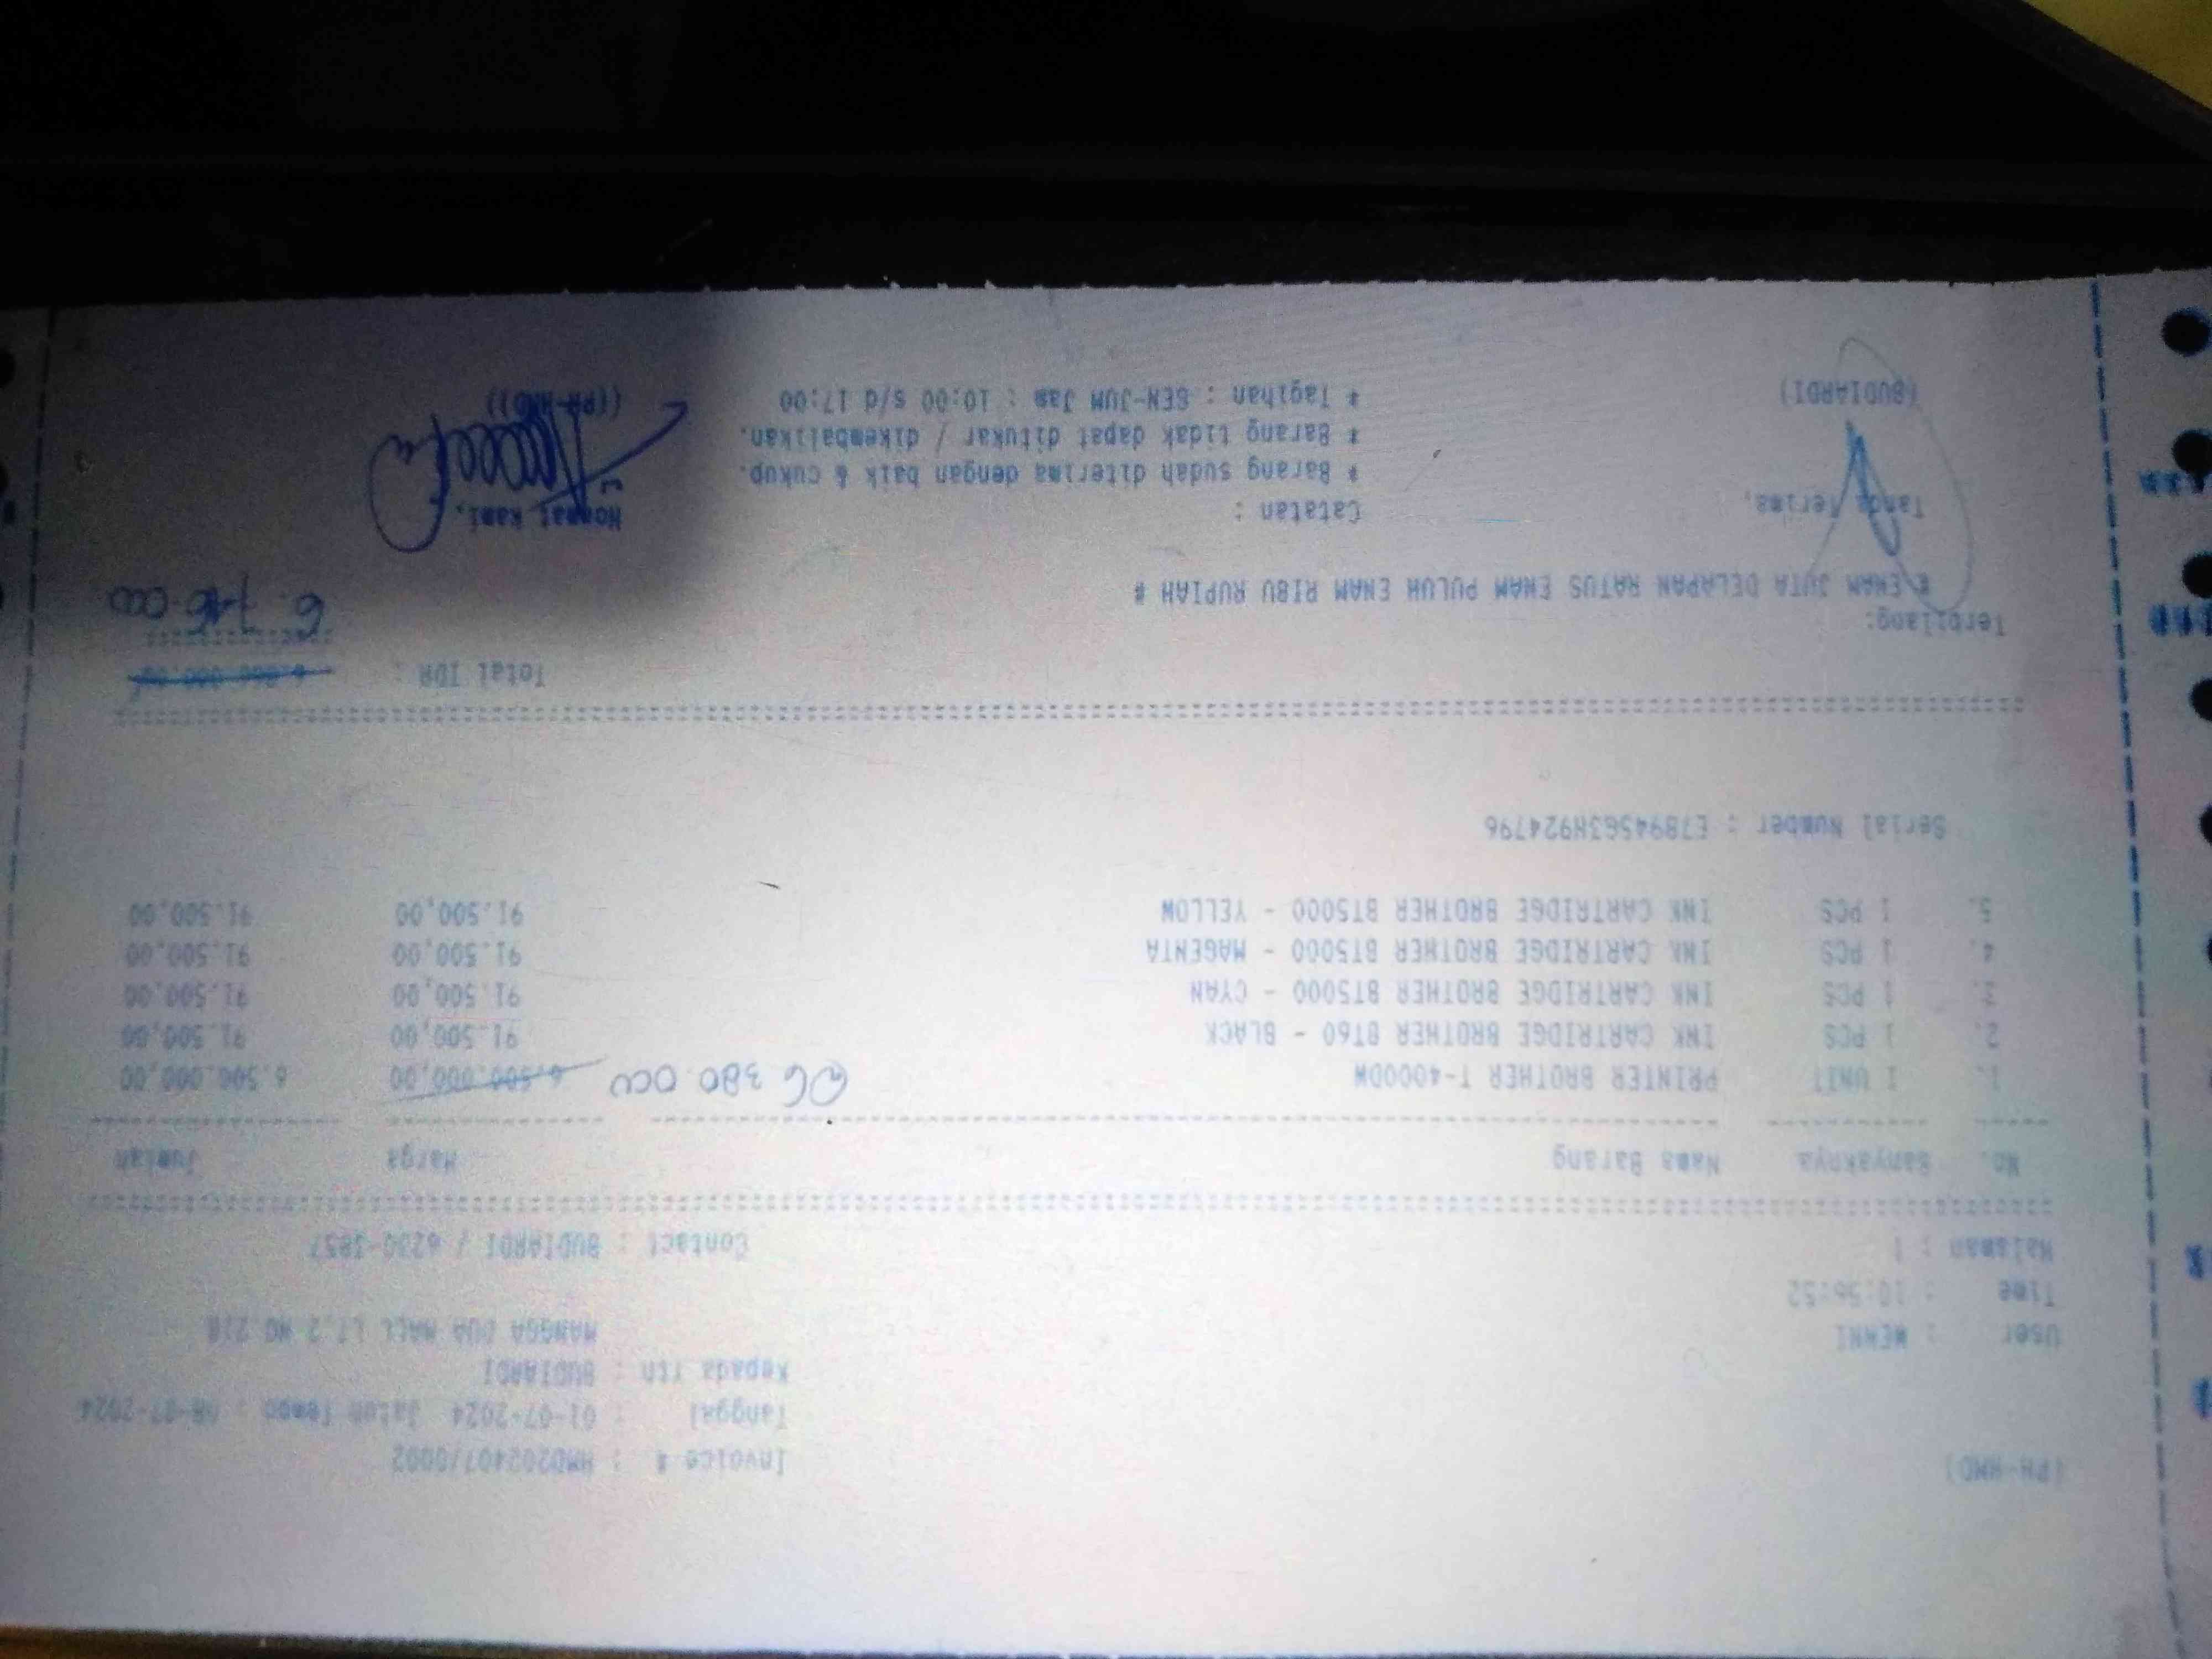 (PH-HMD)
Invoice # : HMD202407/0002
Tanggal : 01-07-2024 Jatuh Tempo : 08-07-2024
Kepada Yth : BUDIARDI
MANGGA DUA MALL LT.2 NO.21B
User : WENNI
Time : 10:56:52
Halaman : 1
Contact : BUDIARDI / 6230-1857
No. Banyaknya Nama Barang Harga Jumlah
1. 1 UNIT PRINTER BROTHER T-4000DW @6 380 000 6.500.000,00 6.500.000,00
2. 1 PCS INK CARTRIDGE BROTHER BT60 - BLACK 91.500,00 91.500,00
3. 1 PCS INK CARTRIDGE BROTHER BT5000 - CYAN 91.500,00 91.500,00
4. 1 PCS INK CARTRIDGE BROTHER BT5000 - MAGENTA 91.500,00 91.500,00
5. 1 PCS INK CARTRIDGE BROTHER BT5000 - YELLOW 91.500,00 91.500,00
Serial Number : E78945G3H924796
Total IDR : 6.866.000,00
6.746.000
Terbilang:
# ENAM JUTA DELAPAN RATUS ENAM PULUH ENAM RIBU RUPIAH #
Tanda Terima, Catatan : Hormat Kami,
* Barang sudah diterima dengan baik & cukup.
* Barang tidak dapat ditukar / dikembalikan.
* Tagihan : SEN-JUM Jam : 10:00 s/d 17:00
(BUDIARDI) (PH-HMD)